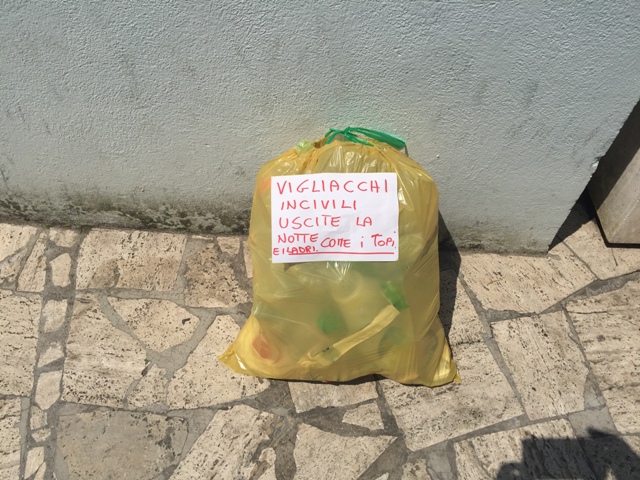 VIGLIACCHI
INCIVILI
USCITE LA
NOTTE COME i TOPi
E I LADRI.